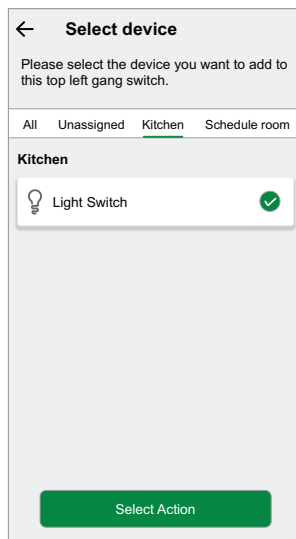 Select device
Please select the device you want to add to
this top left gang switch.
All Unassigned Kitchen Schedule room
Kitchen
Light Switch
Select Action